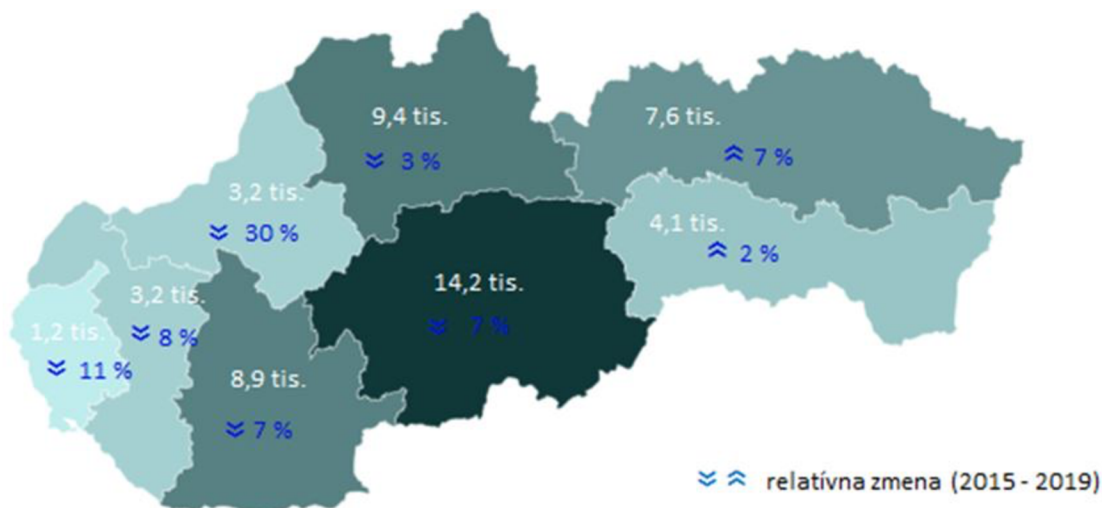 9,4 tis.
3 %
7,6 tis.
7 %
3,2 tis.
30 %
4,1 tis.
2 %
14,2 tis.
7 %
3,2 tis.
8 %
1,2 tis.
11 %
8,9 tis.
7 %
relatívna zmena (2015 - 2019)